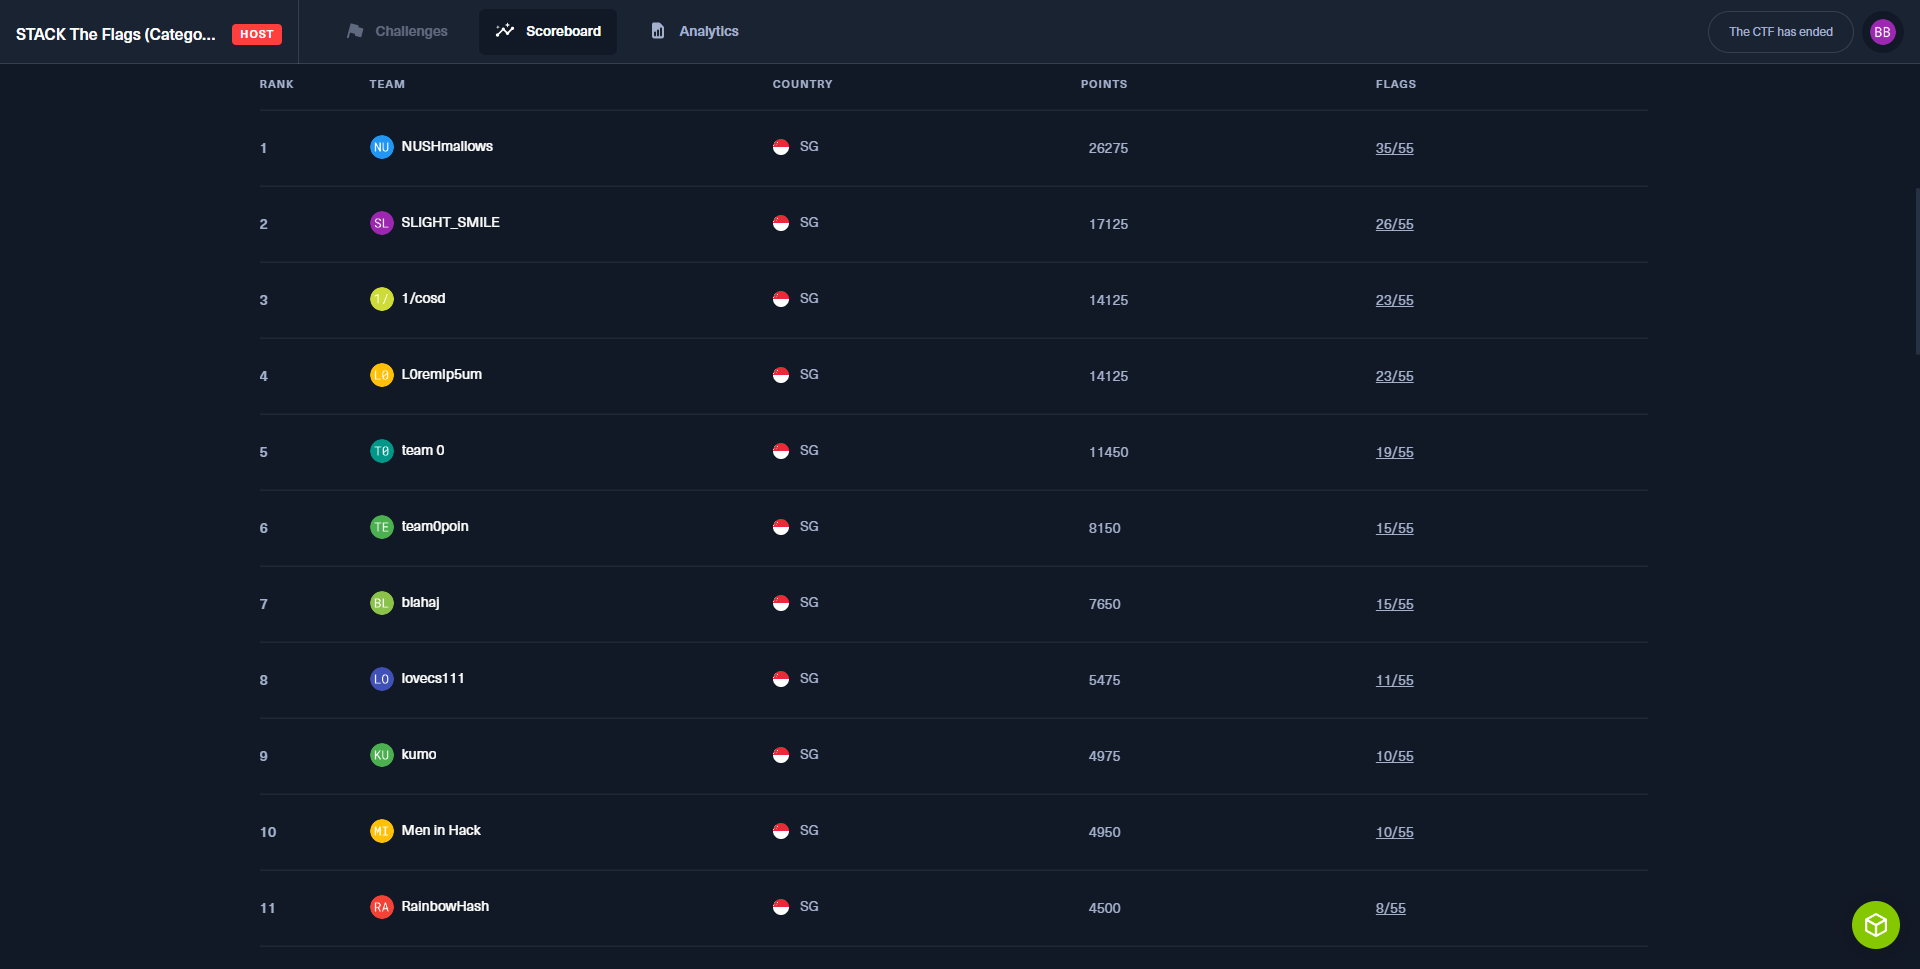 STACK The Flags (Catego... HOST Challenges Scoreboard Analytics The CTF has ended BB
RANK TEAM COUNTRY POINTS FLAGS
1 NU NUSHmallows SG 26275 35/55
2 SL SLIGHT_SMILE SG 17125 26/55
3 1/ 1/cosd SG 14125 23/55
4 L0 L0remIp5um SG 14125 23/55
5 T0 team 0 SG 11450 19/55
6 TE team0poin SG 8150 15/55
7 BL blahaj SG 7650 15/55
8 LO lovecs111 SG 5475 11/55
9 KU kumo SG 4975 10/55
10 MI Men in Hack SG 4950 10/55
11 RA RainbowHash SG 4500 8/55